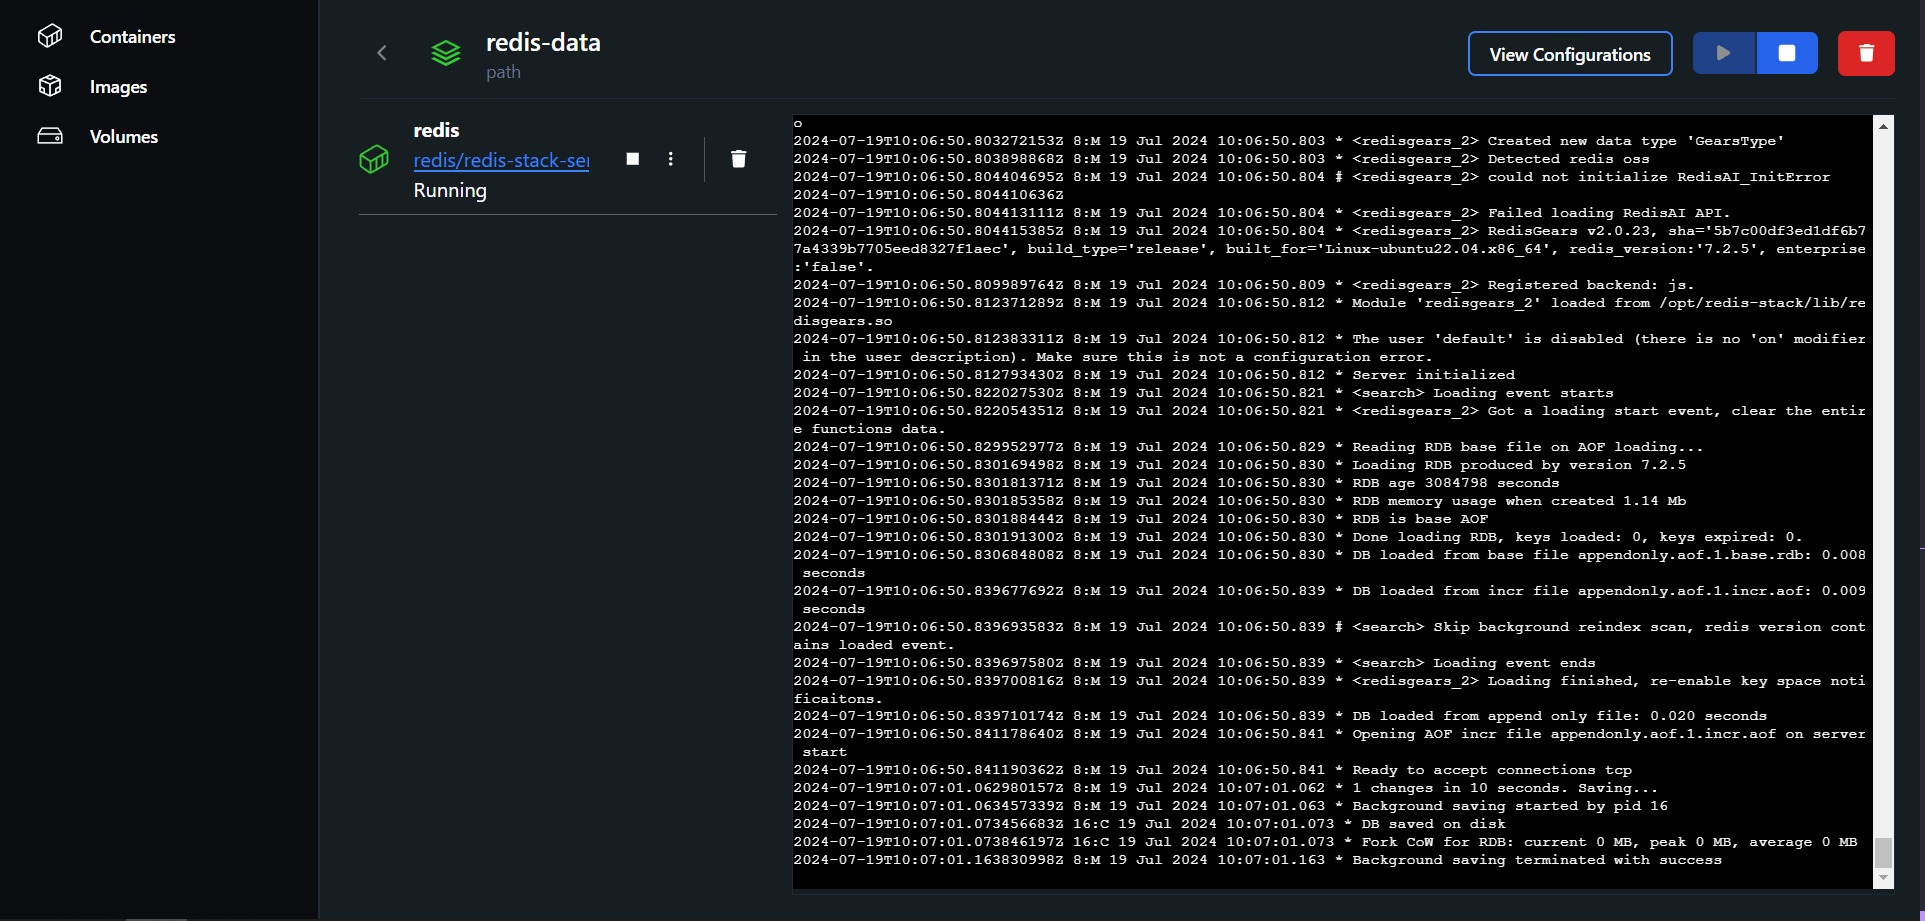 Containers
Images
Volumes
redis-data
path
View Configurations
redis
redis/redis-stack-ser
Running
o
2024-07-19T10:06:50.803272153Z 8:M 19 Jul 2024 10:06:50.803 * <redisgears_2> Created new data type 'GearsType'
2024-07-19T10:06:50.803898868Z 8:M 19 Jul 2024 10:06:50.803 * <redisgears_2> Detected redis oss
2024-07-19T10:06:50.804404695Z 8:M 19 Jul 2024 10:06:50.804 # <redisgears_2> could not initialize RedisAI_InitError
2024-07-19T10:06:50.804410636Z
2024-07-19T10:06:50.804413111Z 8:M 19 Jul 2024 10:06:50.804 * <redisgears_2> Failed loading RedisAI API.
2024-07-19T10:06:50.804415385Z 8:M 19 Jul 2024 10:06:50.804 * <redisgears_2> RedisGears v2.0.23, sha='5b7c00df3ed1df6b7
7a4339b7705eed8327f1aec', build_type='release', built_for='Linux-ubuntu22.04.x86_64', redis_version:'7.2.5', enterprise
:'false'.
2024-07-19T10:06:50.809989764Z 8:M 19 Jul 2024 10:06:50.809 * <redisgears_2> Registered backend: js.
2024-07-19T10:06:50.812371289Z 8:M 19 Jul 2024 10:06:50.812 * Module 'redisgears_2' loaded from /opt/redis-stack/lib/re
disgears.so
2024-07-19T10:06:50.812383311Z 8:M 19 Jul 2024 10:06:50.812 * The user 'default' is disabled (there is no 'on' modifier
in the user description). Make sure this is not a configuration error.
2024-07-19T10:06:50.812793430Z 8:M 19 Jul 2024 10:06:50.812 * Server initialized
2024-07-19T10:06:50.822027530Z 8:M 19 Jul 2024 10:06:50.821 * <search> Loading event starts
2024-07-19T10:06:50.822054351Z 8:M 19 Jul 2024 10:06:50.821 * <redisgears_2> Got a loading start event, clear the entir
e functions data.
2024-07-19T10:06:50.829952977Z 8:M 19 Jul 2024 10:06:50.829 * Reading RDB base file on AOF loading...
2024-07-19T10:06:50.830169498Z 8:M 19 Jul 2024 10:06:50.830 * Loading RDB produced by version 7.2.5
2024-07-19T10:06:50.830181371Z 8:M 19 Jul 2024 10:06:50.830 * RDB age 3084798 seconds
2024-07-19T10:06:50.830185358Z 8:M 19 Jul 2024 10:06:50.830 * RDB memory usage when created 1.14 Mb
2024-07-19T10:06:50.830188444Z 8:M 19 Jul 2024 10:06:50.830 * RDB is base AOF
2024-07-19T10:06:50.830191300Z 8:M 19 Jul 2024 10:06:50.830 * Done loading RDB, keys loaded: 0, keys expired: 0.
2024-07-19T10:06:50.830684808Z 8:M 19 Jul 2024 10:06:50.830 * DB loaded from base file appendonly.aof.1.base.rdb: 0.008
seconds
2024-07-19T10:06:50.839677692Z 8:M 19 Jul 2024 10:06:50.839 * DB loaded from incr file appendonly.aof.1.incr.aof: 0.009
seconds
2024-07-19T10:06:50.839693583Z 8:M 19 Jul 2024 10:06:50.839 # <search> Skip background reindex scan, redis version cont
ains loaded event.
2024-07-19T10:06:50.839697580Z 8:M 19 Jul 2024 10:06:50.839 * <search> Loading event ends
2024-07-19T10:06:50.839700816Z 8:M 19 Jul 2024 10:06:50.839 * <redisgears_2> Loading finished, re-enable key space noti
ficaitons.
2024-07-19T10:06:50.839710174Z 8:M 19 Jul 2024 10:06:50.839 * DB loaded from append only file: 0.020 seconds
2024-07-19T10:06:50.841178640Z 8:M 19 Jul 2024 10:06:50.841 * Opening AOF incr file appendonly.aof.1.incr.aof on server
start
2024-07-19T10:06:50.841190362Z 8:M 19 Jul 2024 10:06:50.841 * Ready to accept connections tcp
2024-07-19T10:07:01.062980157Z 8:M 19 Jul 2024 10:07:01.062 * 1 changes in 10 seconds. Saving...
2024-07-19T10:07:01.063457339Z 8:M 19 Jul 2024 10:07:01.063 * Background saving started by pid 16
2024-07-19T10:07:01.073456683Z 16:C 19 Jul 2024 10:07:01.073 * DB saved on disk
2024-07-19T10:07:01.073846197Z 16:C 19 Jul 2024 10:07:01.073 * Fork CoW for RDB: current 0 MB, peak 0 MB, average 0 MB
2024-07-19T10:07:01.163830998Z 8:M 19 Jul 2024 10:07:01.163 * Background saving terminated with success